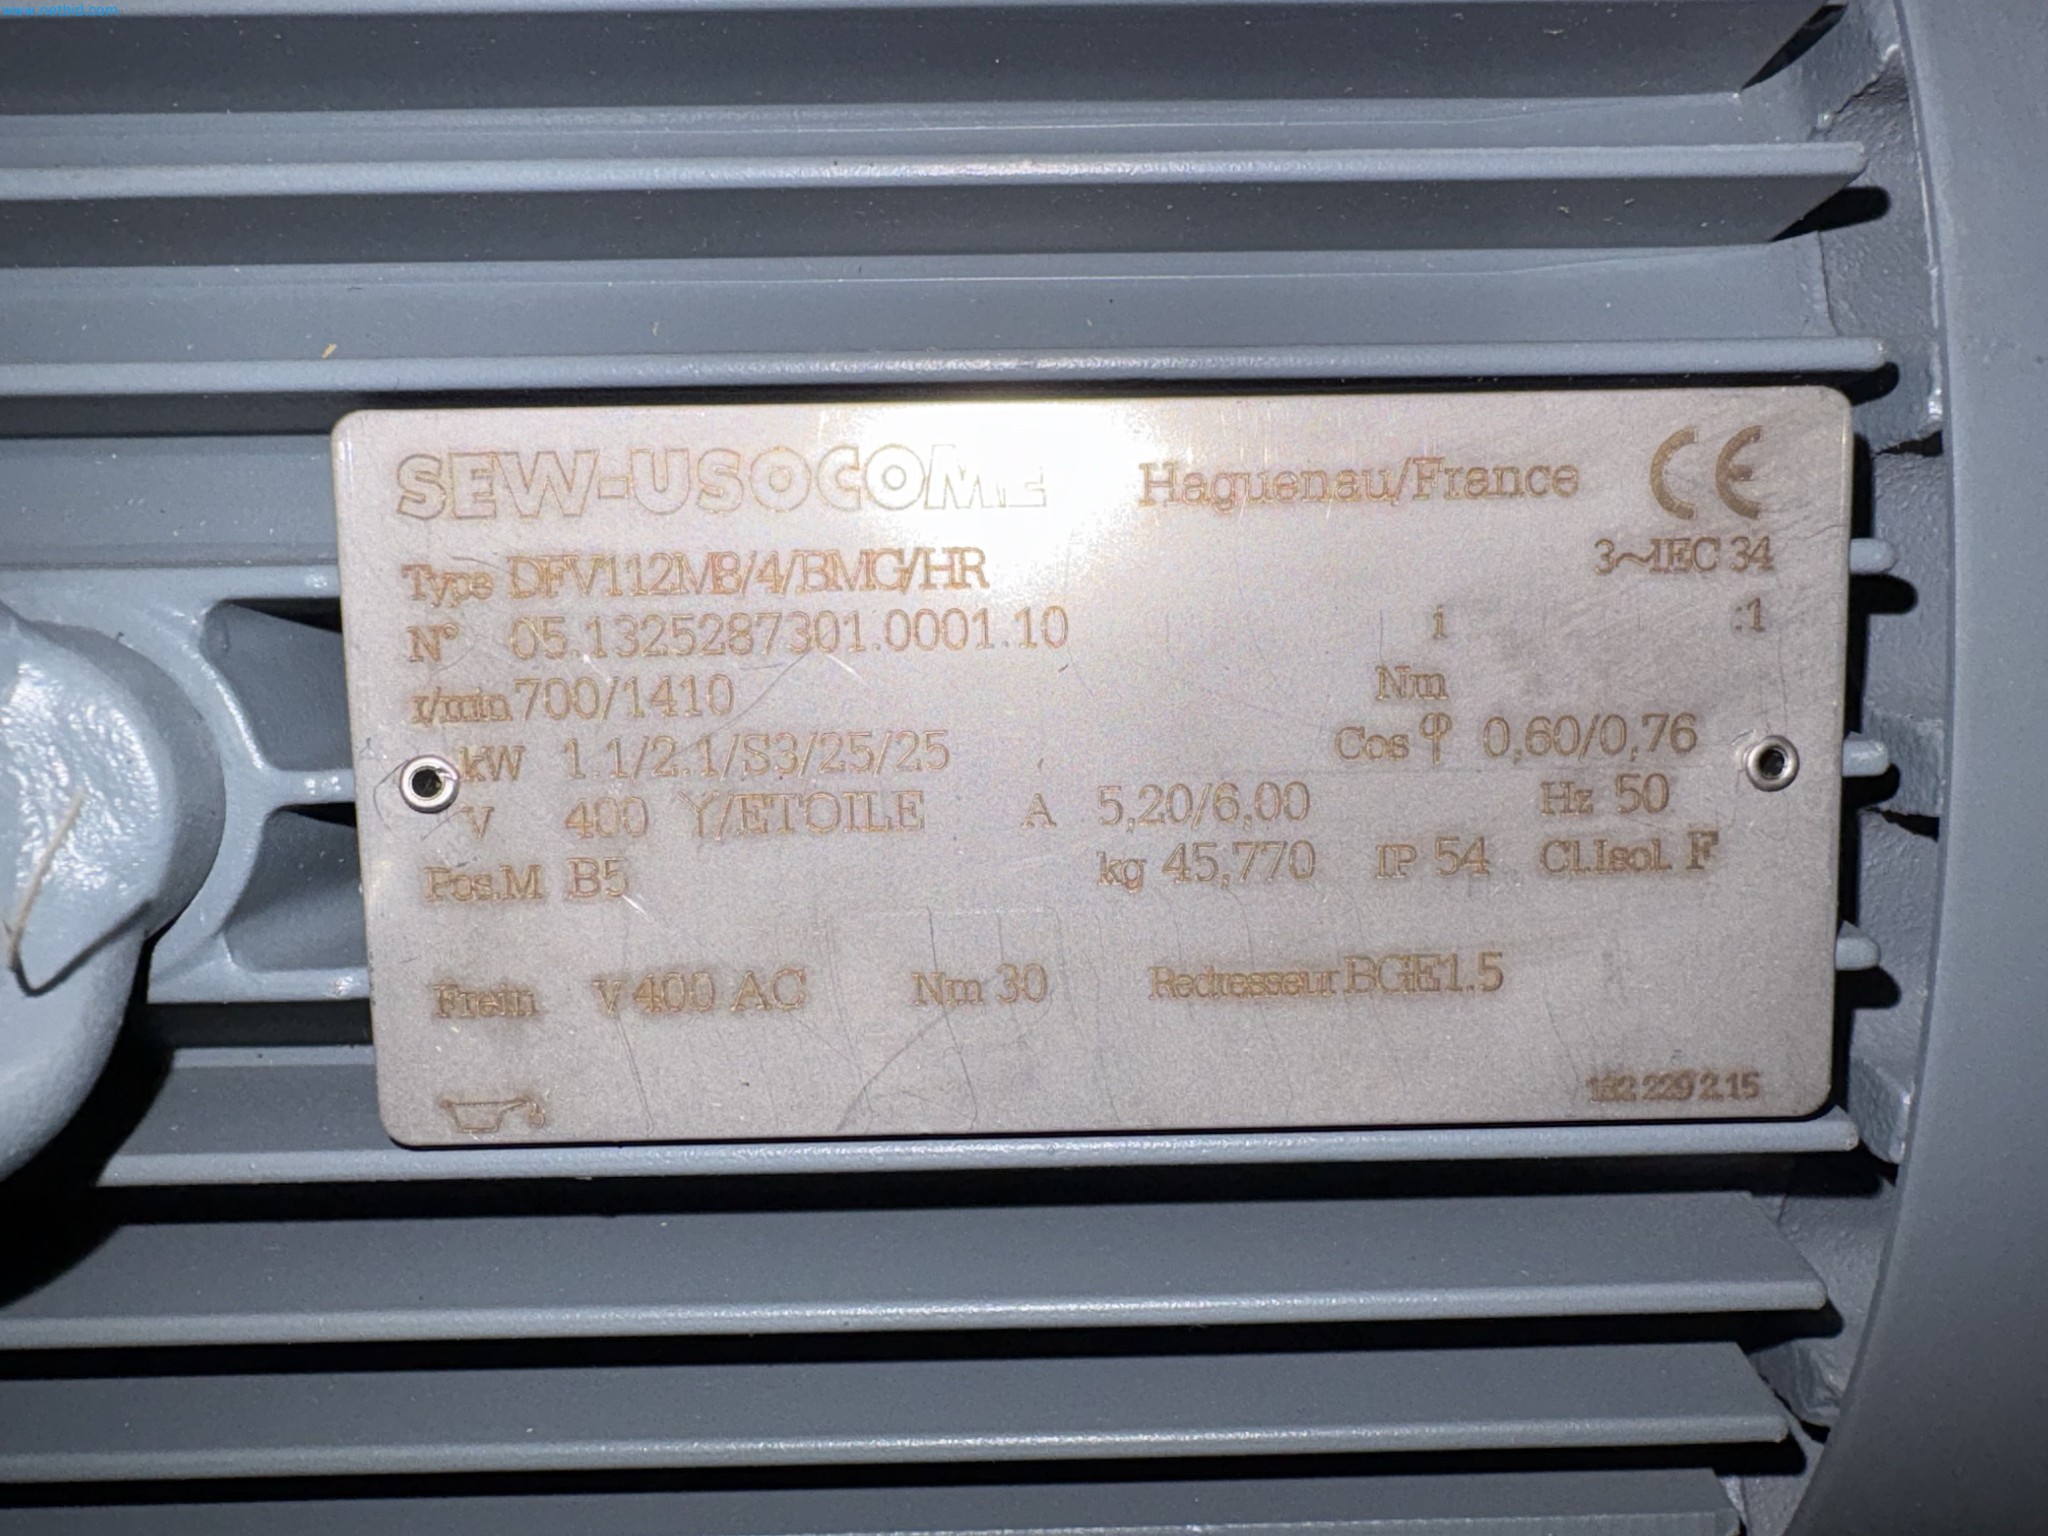 www.netbid.com
SEW-USOCOME Haguenau/France CE
3~IEC 34
Type DFV112M8/4/BMG/HR
N° 05.1325287301.0001.10 i :1
r/min 700/1410 Nm
kW 1.1/2.1/S3/25/25 Cos φ 0,60/0,76
V 400 Y/ETOILE A 5,20/6,00 Hz 50
Pos.M B5 kg 45,770 IP 54 Cl.Isol. F
Frein V 400 AC Nm 30 Redresseur BGE1.5
182 229 2.15